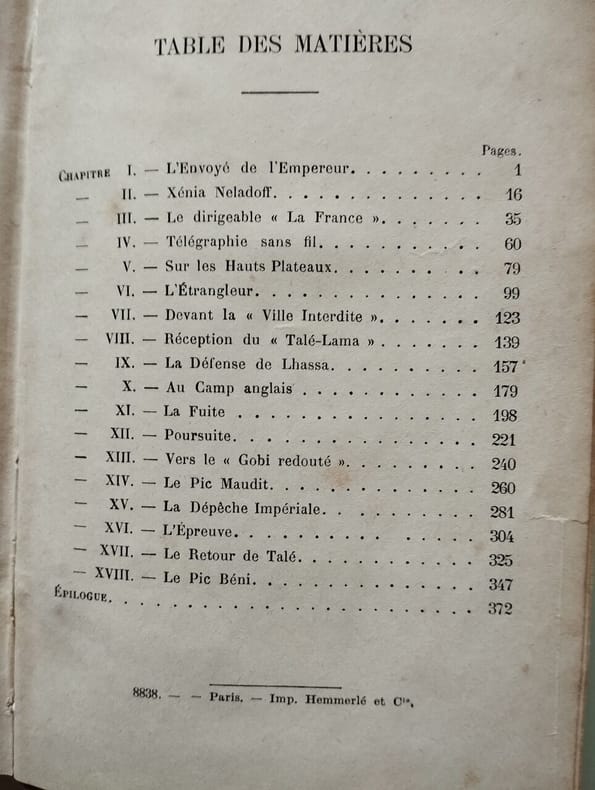 TABLE DES MATIÈRES
Pages.
CHAPITRE I. — L'Envoyé de l'Empereur. . . . . . . . . 1
— II. — Xénia Neladoff. . . . . . . . . . . . . . 16
— III. — Le dirigeable « La France ». . . . . . . 35
— IV. — Télégraphie sans fil. . . . . . . . . . . 60
— V. — Sur les Hauts Plateaux. . . . . . . . . . 79
— VI. — L'Étrangleur. . . . . . . . . . . . . . . 99
— VII. — Devant la « Ville Interdite ». . . . . . . 123
— VIII. — Réception du « Talé-Lama » . . . . . . . 139
— IX. — La Défense de Lhassa. . . . . . . . . . 157
— X. — Au Camp anglais . . . . . . . . . . . . 179
— XI. — La Fuite . . . . . . . . . . . . . . . . 198
— XII. — Poursuite. . . . . . . . . . . . . . . . 221
— XIII. — Vers le « Gobi redouté ». . . . . . . . . 240
— XIV. — Le Pic Maudit. . . . . . . . . . . . . . 260
— XV. — La Dépêche Impériale. . . . . . . . . . 281
— XVI. — L'Épreuve. . . . . . . . . . . . . . . 304
— XVII. — Le Retour de Talé. . . . . . . . . . . . 325
— XVIII. — Le Pic Béni. . . . . . . . . . . . . . . 347
ÉPILOGUE. . . . . . . . . . . . . . . . . . . . . . 372
8838. — — Paris. — Imp. Hemmerlé et Cie.